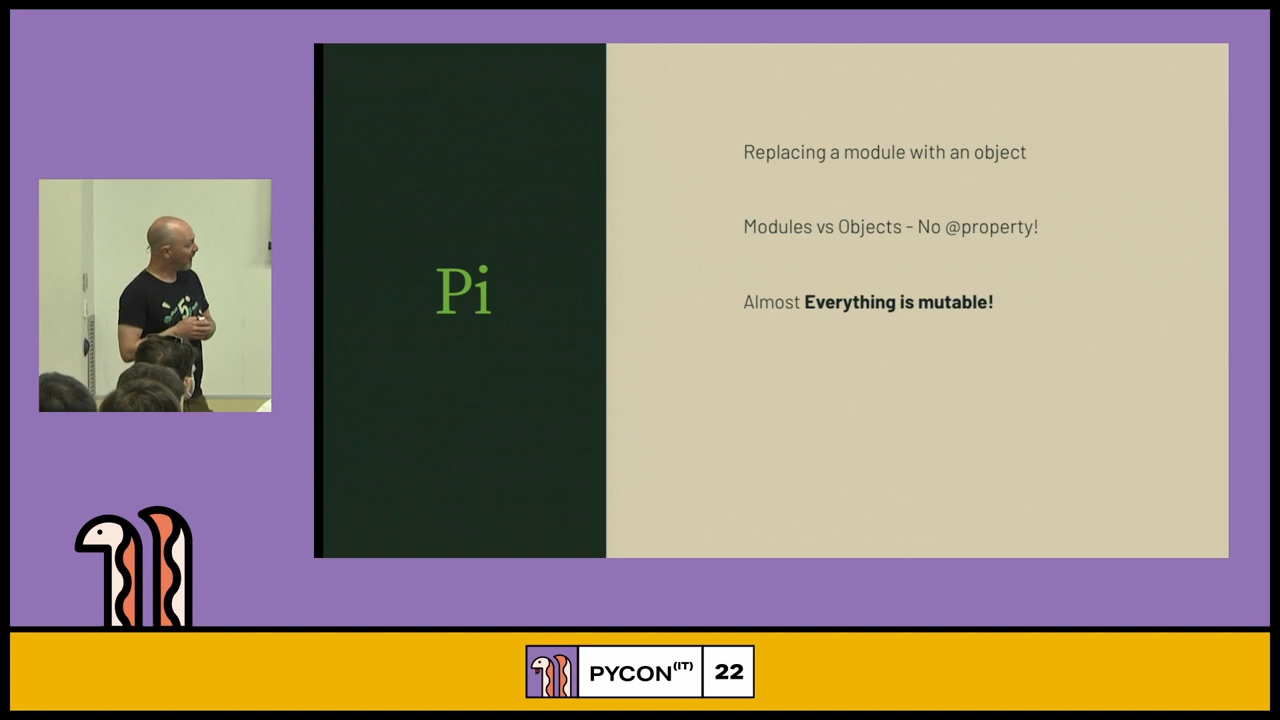 Pi
Replacing a module with an object
Modules vs Objects - No @property!
Almost Everything is mutable!
PYCON(IT) 22